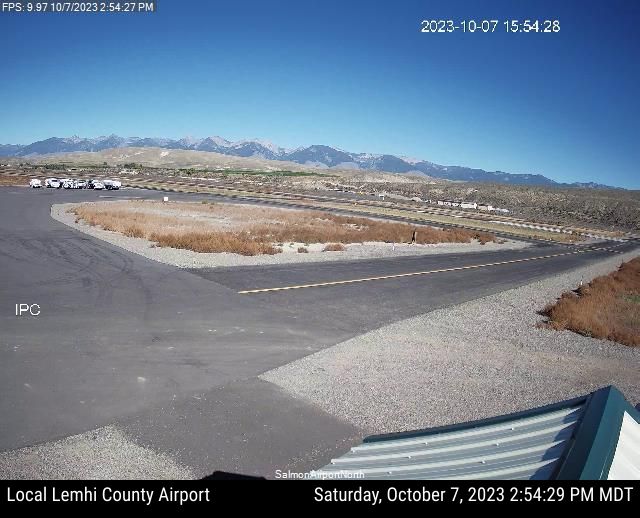 FPS: 9.97 10/7/2023 2:54:27 PM
2023-10-07 15:54:28
IPC
SalmonAirportNorth
Local Lemhi County Airport
Saturday, October 7, 2023 2:54:29 PM MDT